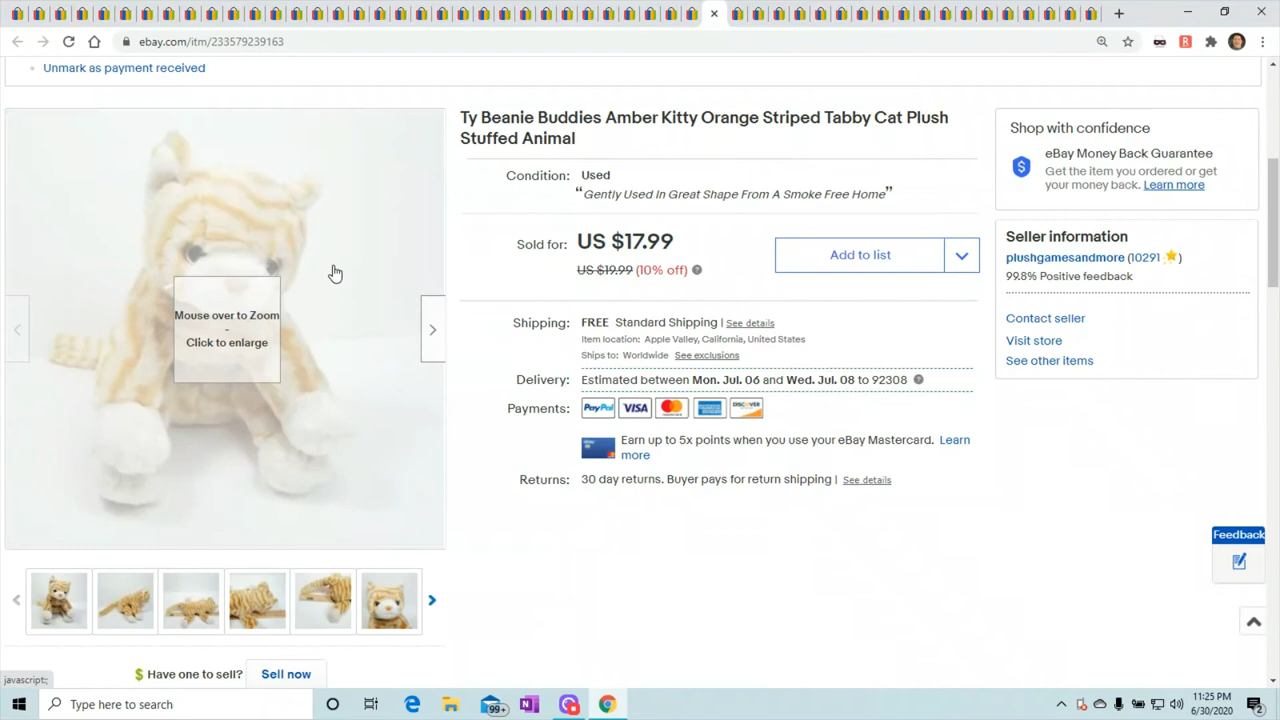 ebay.com/itm/233579239163
Unmark as payment received
Ty Beanie Buddies Amber Kitty Orange Striped Tabby Cat Plush
Stuffed Animal
Condition: Used
“Gently Used In Great Shape From A Smoke Free Home”
Sold for: US $17.99
US $19.99 (10% off)
Add to list
Shipping: FREE Standard Shipping | See details
Item location: Apple Valley, California, United States
Ships to: Worldwide See exclusions
Delivery: Estimated between Mon. Jul. 06 and Wed. Jul. 08 to 92308
Payments: PayPal VISA MasterCard AMERICAN EXPRESS DISCOVER
Earn up to 5x points when you use your eBay Mastercard. Learn
more
Returns: 30 day returns. Buyer pays for return shipping | See details
Shop with confidence
eBay Money Back Guarantee
Get the item you ordered or get
your money back. Learn more
Seller information
plushgamesandmore (10291 )
99.8% Positive feedback
Contact seller
Visit store
See other items
Feedback
Mouse over to Zoom
-
Click to enlarge
$ Have one to sell? Sell now
javascript:;
Type here to search
99+
11:25 PM
6/30/2020
2